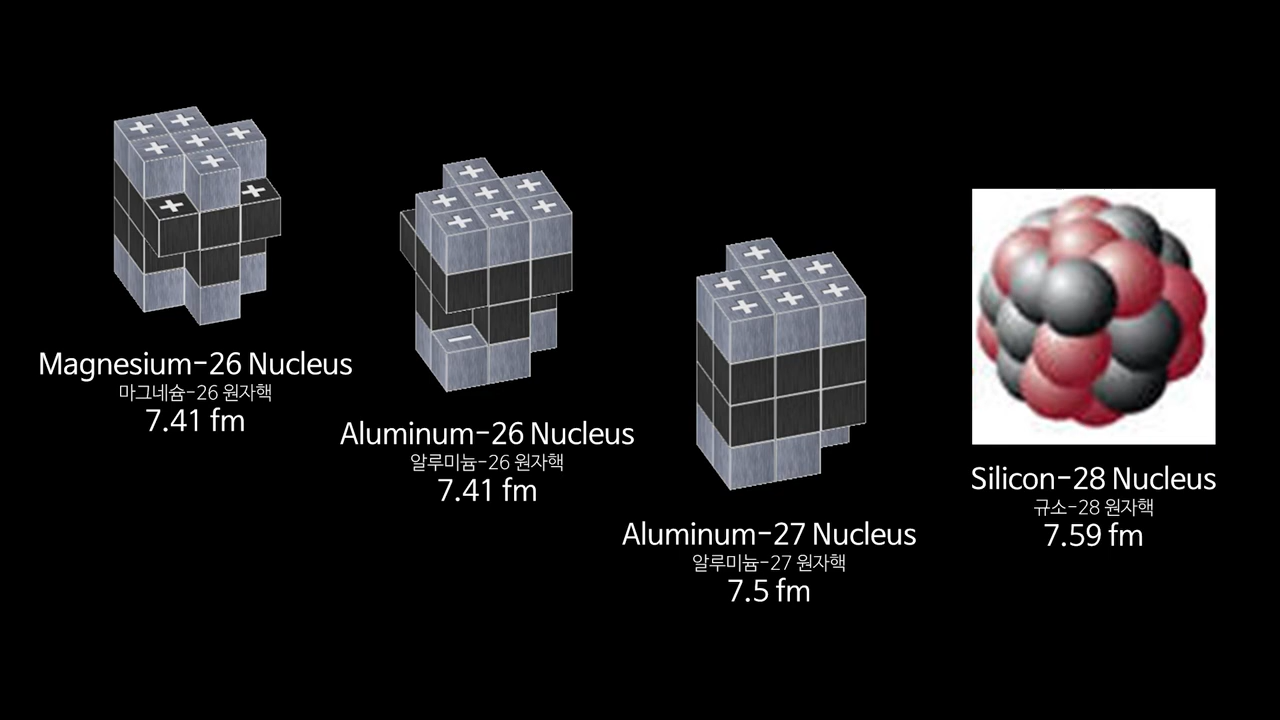 Magnesium-26 Nucleus
마그네슘-26 원자핵
7.41 fm
Aluminum-26 Nucleus
알루미늄-26 원자핵
7.41 fm
Aluminum-27 Nucleus
알루미늄-27 원자핵
7.5 fm
Silicon-28 Nucleus
규소-28 원자핵
7.59 fm